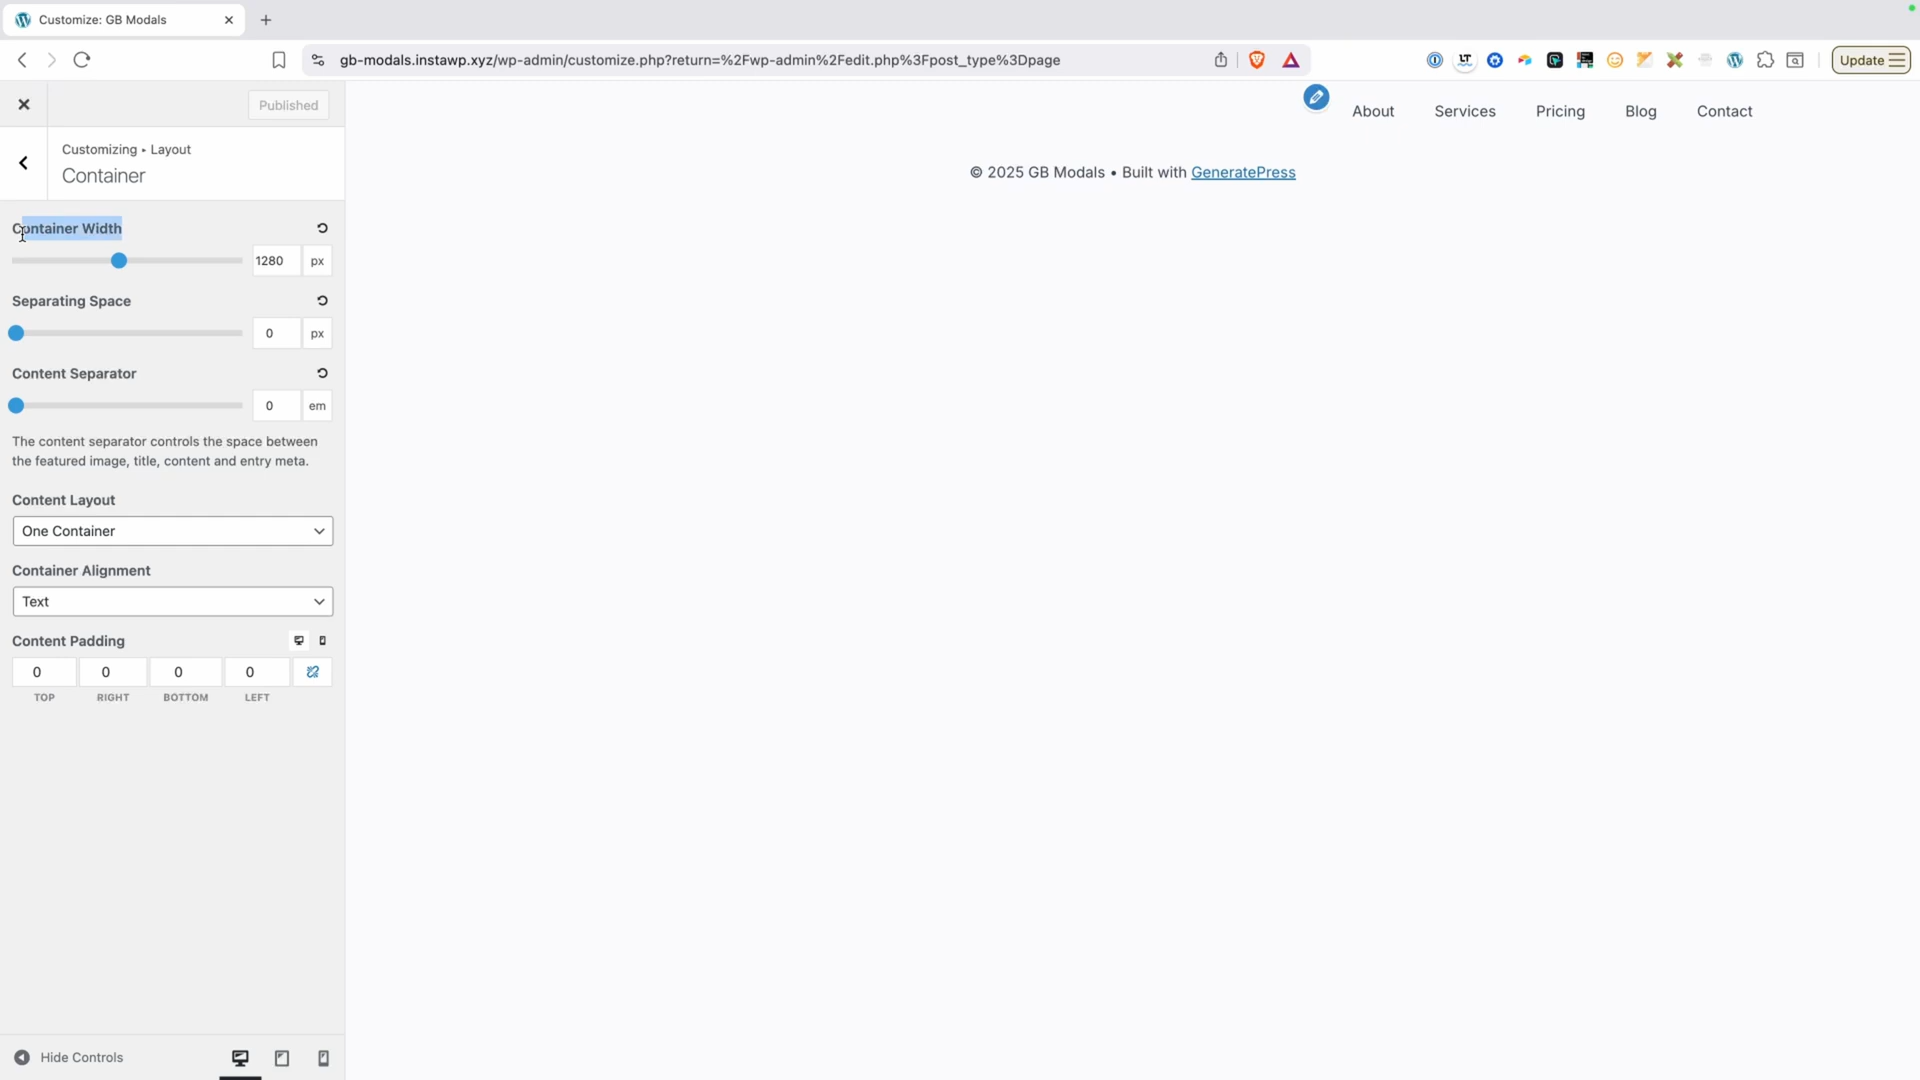 Customize: GB Modals
gb-modals.instawp.xyz/wp-admin/customize.php?return=%2Fwp-admin%2Fedit.php%3Fpost_type%3Dpage
LT
Update
Published
Customizing ▸ Layout
Container
About
Services
Pricing
Blog
Contact
© 2025 GB Modals • Built with GeneratePress
Container Width
1280 px
Separating Space
0 px
Content Separator
0 em
The content separator controls the space between
the featured image, title, content and entry meta.
Content Layout
One Container
Container Alignment
Text
Content Padding
0 0 0 0
TOP RIGHT BOTTOM LEFT
Hide Controls